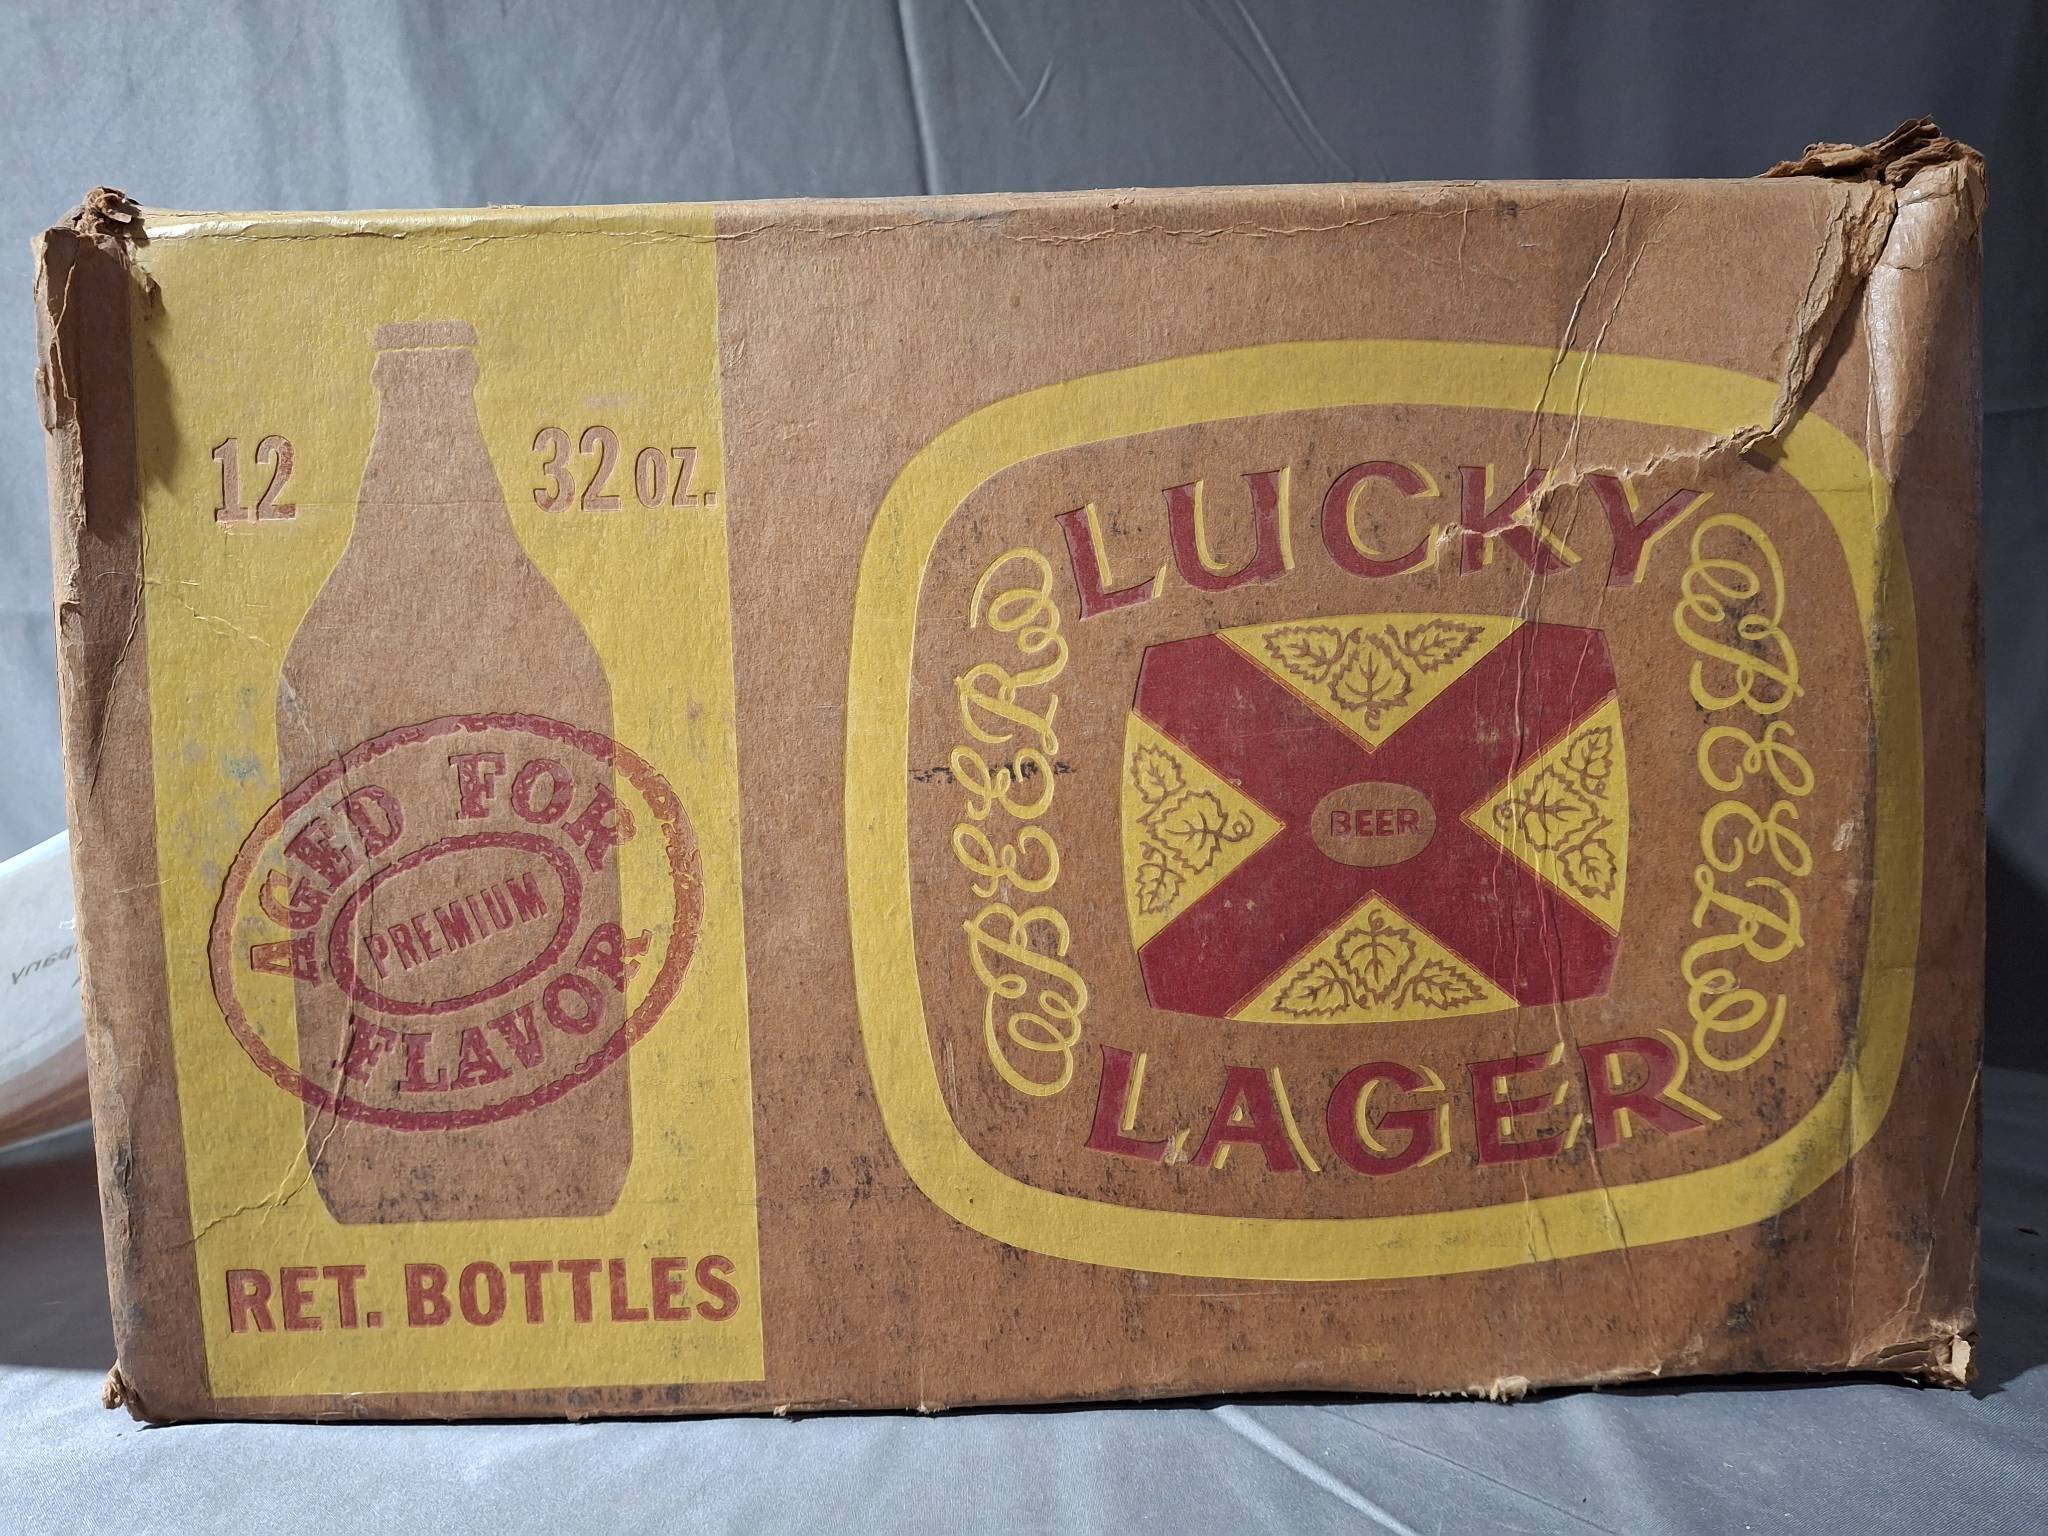 12 32 oz.
AGED FOR
PREMIUM
FLAVOR
RET. BOTTLES
LUCKY
BEER
BEER
BEER
LAGER